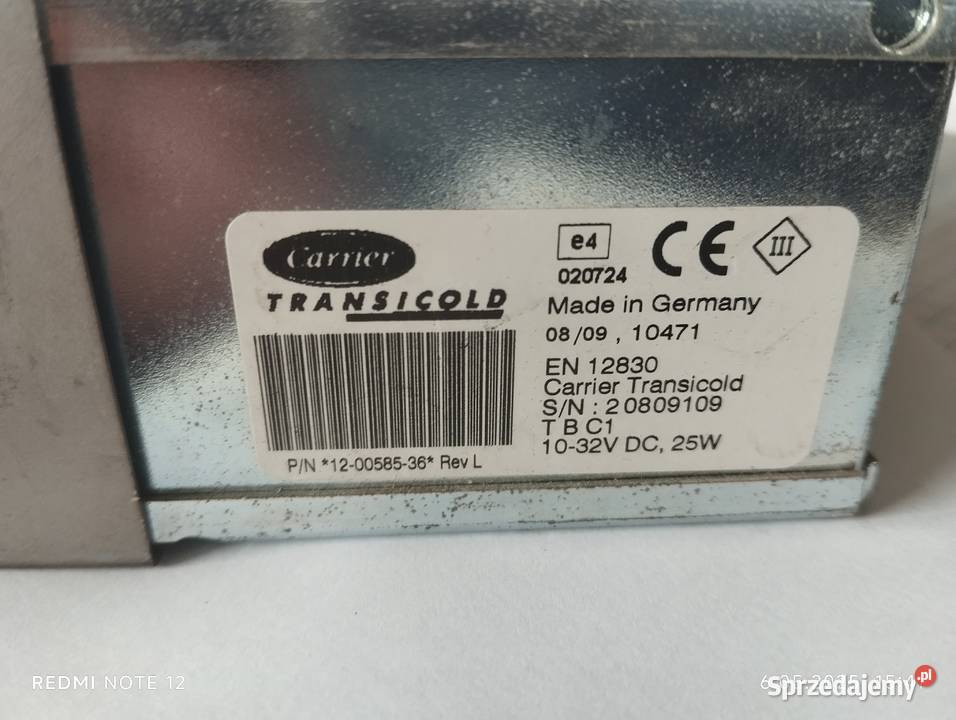 Carrier
TRANSICOLD
P/N *12-00585-36* Rev L
e4
020724
CE
III
Made in Germany
08/09 , 10471
EN 12830
Carrier Transicold
S/N : 20809109
T B C1
10-32V DC, 25W
REDMI NOTE 12
Sprzedajemy.pl